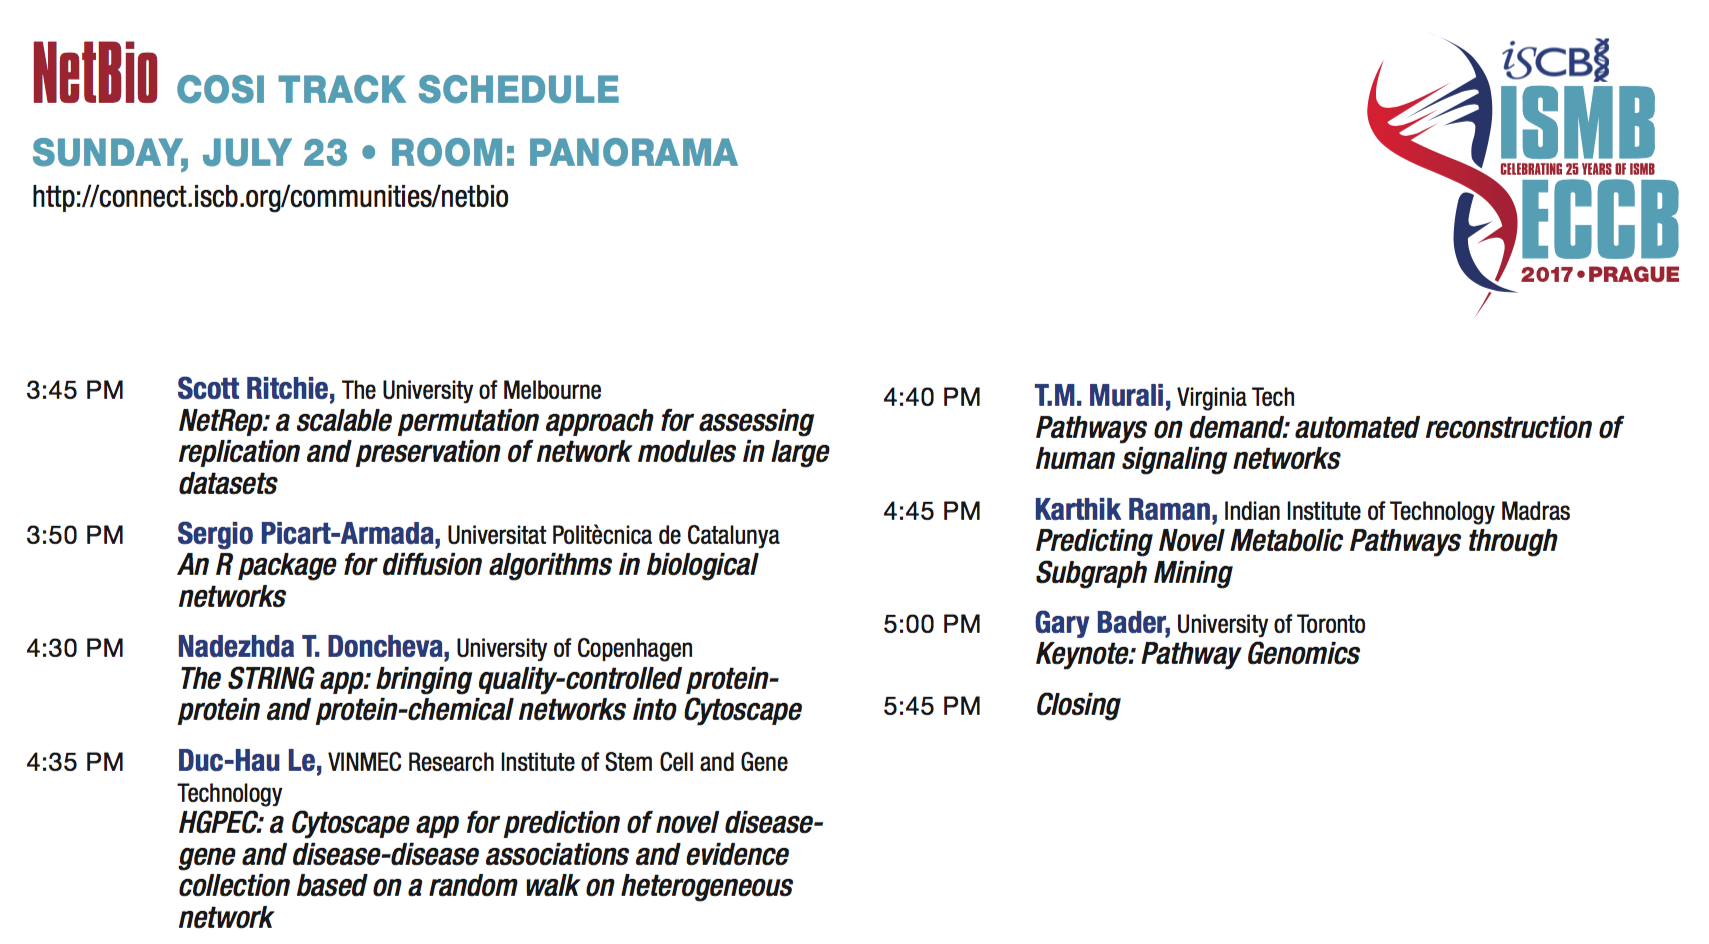 NetBio COSI TRACK SCHEDULE
SUNDAY, JULY 23 • ROOM: PANORAMA
http://connect.iscb.org/communities/netbio
iSCB
ISMB
CELEBRATING 25 YEARS OF ISMB
ECCB
2017 • PRAGUE
3:45 PM Scott Ritchie, The University of Melbourne
NetRep: a scalable permutation approach for assessing
replication and preservation of network modules in large
datasets
3:50 PM Sergio Picart-Armada, Universitat Politècnica de Catalunya
An R package for diffusion algorithms in biological
networks
4:30 PM Nadezhda T. Doncheva, University of Copenhagen
The STRING app: bringing quality-controlled protein-
protein and protein-chemical networks into Cytoscape
4:35 PM Duc-Hau Le, VINMEC Research Institute of Stem Cell and Gene
Technology
HGPEC: a Cytoscape app for prediction of novel disease-
gene and disease-disease associations and evidence
collection based on a random walk on heterogeneous
network
4:40 PM T.M. Murali, Virginia Tech
Pathways on demand: automated reconstruction of
human signaling networks
4:45 PM Karthik Raman, Indian Institute of Technology Madras
Predicting Novel Metabolic Pathways through
Subgraph Mining
5:00 PM Gary Bader, University of Toronto
Keynote: Pathway Genomics
5:45 PM Closing